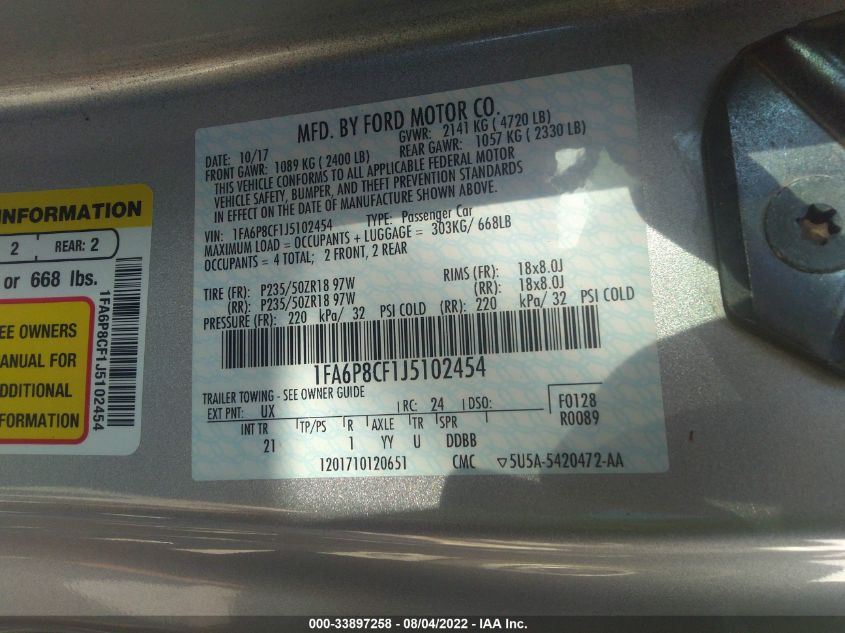 MFD. BY FORD MOTOR CO.
DATE: 10/17 GVWR: 2141 KG ( 4720 LB)
FRONT GAWR: 1089 KG ( 2400 LB) REAR GAWR: 1057 KG ( 2330 LB)
THIS VEHICLE CONFORMS TO ALL APPLICABLE FEDERAL MOTOR
VEHICLE SAFETY, BUMPER, AND THEFT PREVENTION STANDARDS
IN EFFECT ON THE DATE OF MANUFACTURE SHOWN ABOVE.
VIN: 1FA6P8CF1J5102454 TYPE: Passenger Car
MAXIMUM LOAD = OCCUPANTS + LUGGAGE = 303KG/ 668LB
OCCUPANTS = 4 TOTAL; 2 FRONT, 2 REAR
TIRE (FR): P235/50ZR18 97W RIMS (FR): 18x8.0J
(RR): P235/50ZR18 97W (RR): 18x8.0J
PRESSURE (FR): 220 kPa/ 32 PSI COLD (RR): 220 kPa/ 32 PSI COLD
1FA6P8CF1J5102454
TRAILER TOWING - SEE OWNER GUIDE
EXT PNT: UX RC: 24 DSO: F0128
R0089
INT TR TP/PS R AXLE TR SPR
21 1 YY U DDBB
1201710120651 CMC ▽5U5A-5420472-AA
INFORMATION
2 REAR: 2
or 668 lbs.
EE OWNERS
ANUAL FOR
ADDITIONAL
FORMATION
1FA6P8CF1J5102454
000-33897258 - 08/04/2022 - IAA Inc.